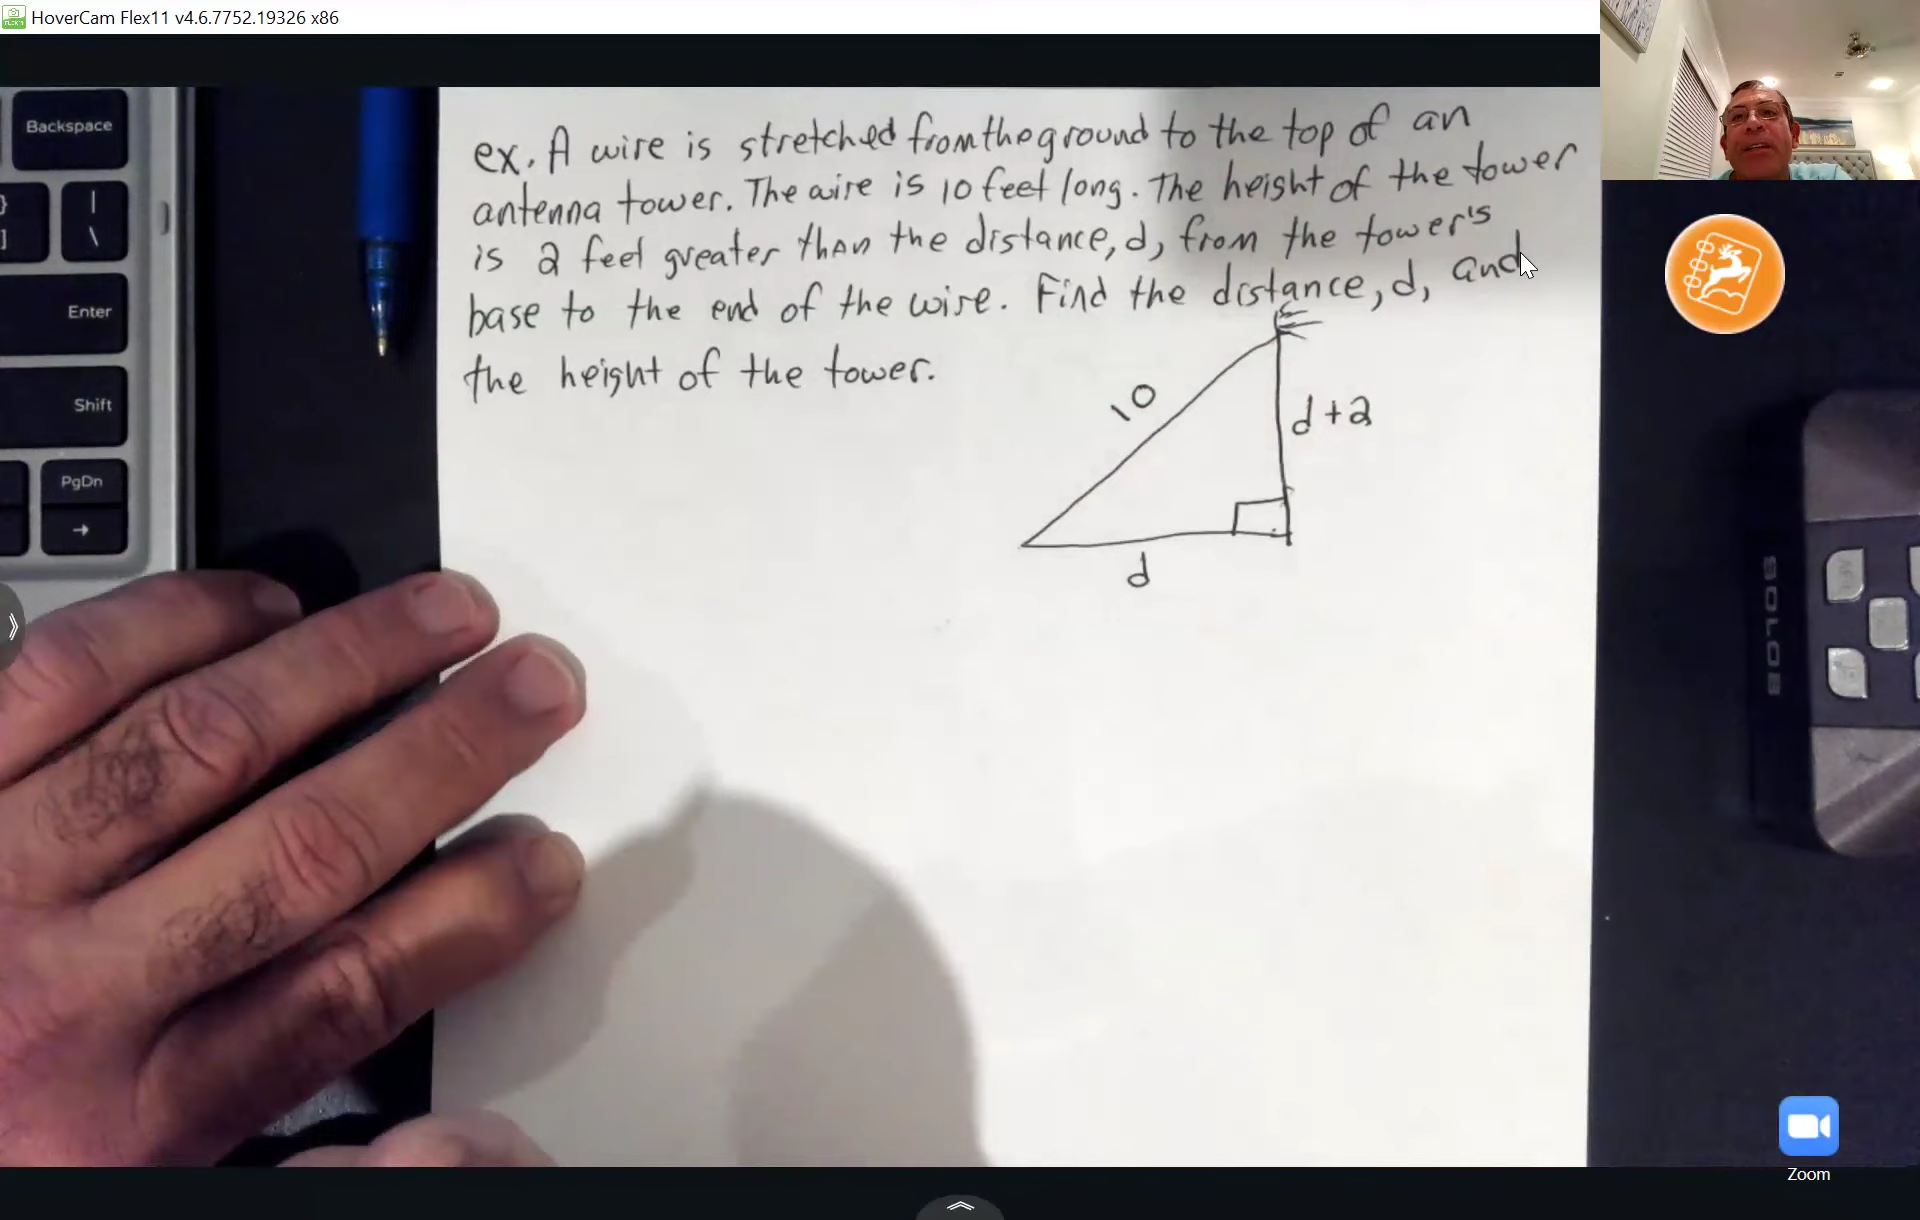 HoverCam Flex11 v4.6.7752.19326 x86
Backspace
}
]
|
\
Enter
Shift
PgDn
→
ex. A wire is stretched from the ground to the top of an
antenna tower. The wire is 10 feet long. The height of the tower
is 2 feel greater than the distance, d, from the tower's
base to the end of the wire. Find the distance, d, and
the height of the tower.
10
d+2
d
SOLO8
Zoom